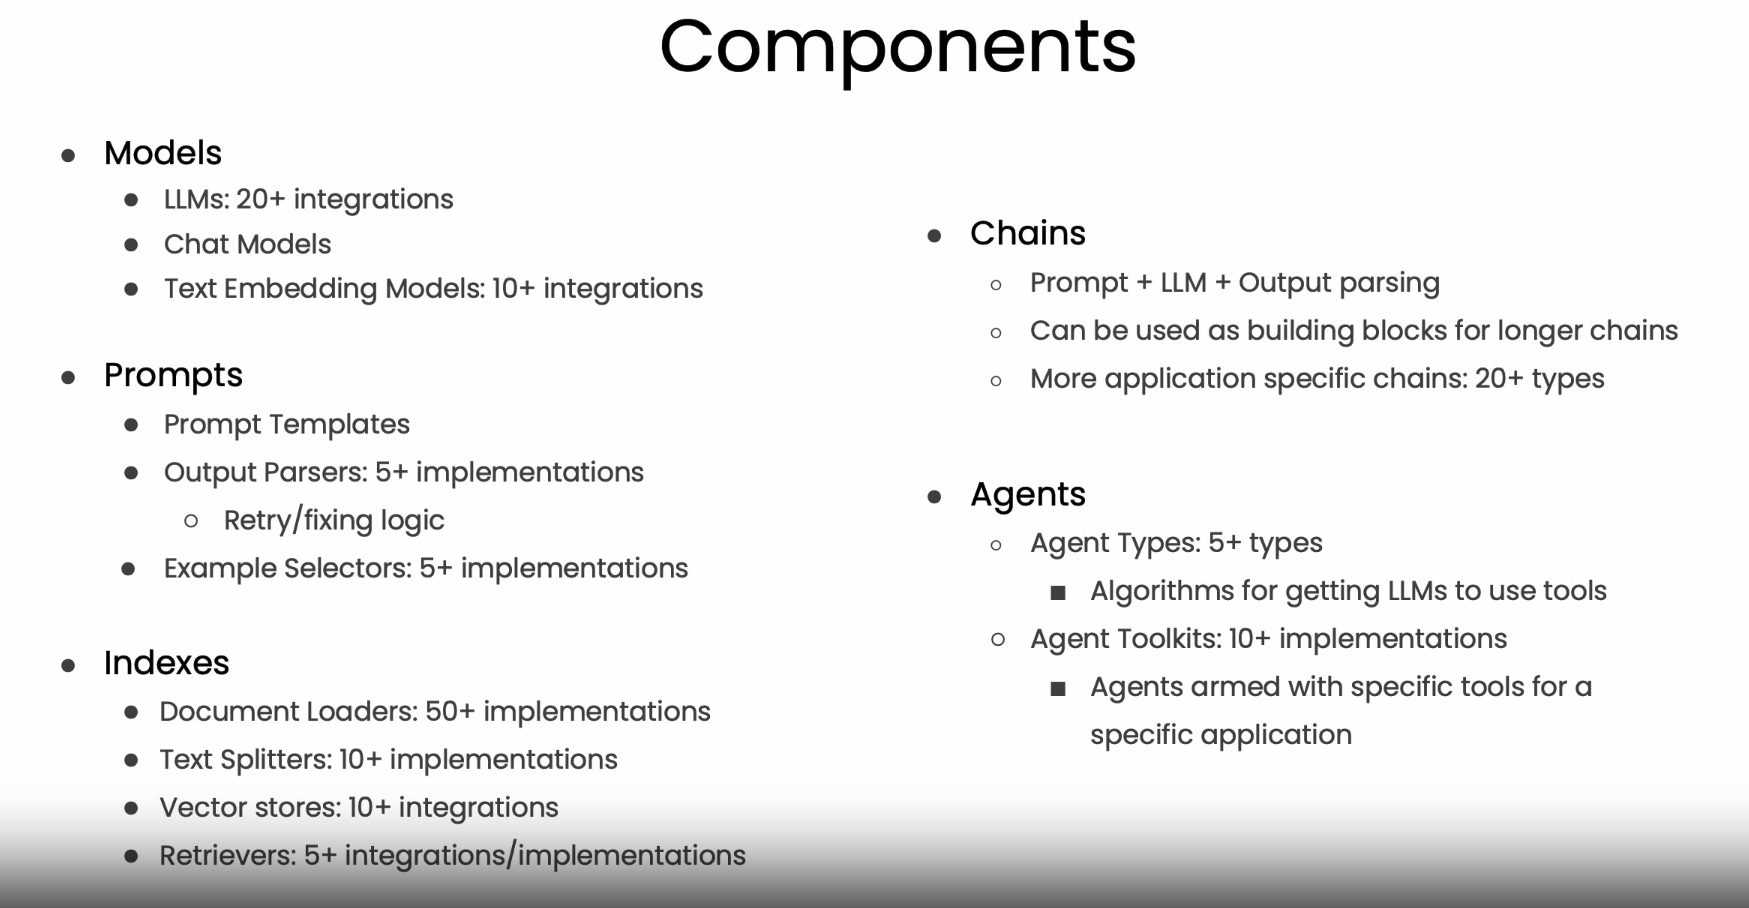 Components
Models
LLMs: 20+ integrations
Chat Models
Text Embedding Models: 10+ integrations
Prompts
Prompt Templates
Output Parsers: 5+ implementations
Retry/fixing logic
Example Selectors: 5+ implementations
Indexes
Document Loaders: 50+ implementations
Text Splitters: 10+ implementations
Vector stores: 10+ integrations
Retrievers: 5+ integrations/implementations
Chains
Prompt + LLM + Output parsing
Can be used as building blocks for longer chains
More application specific chains: 20+ types
Agents
Agent Types: 5+ types
Algorithms for getting LLMs to use tools
Agent Toolkits: 10+ implementations
Agents armed with specific tools for a
specific application